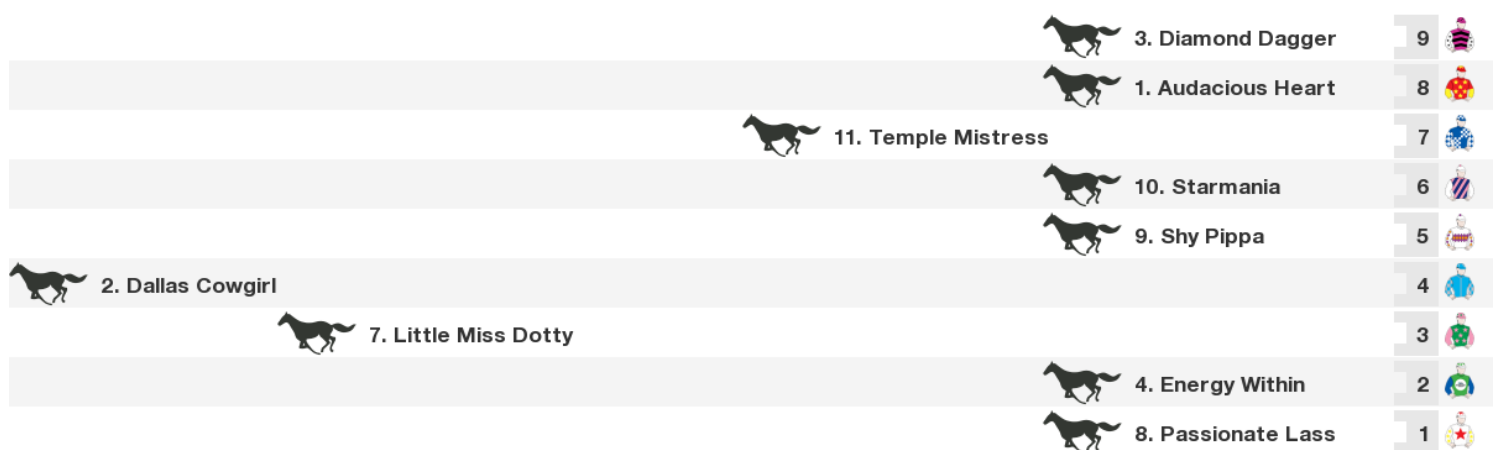 3. Diamond Dagger 9
1. Audacious Heart 8
11. Temple Mistress 7
10. Starmania 6
9. Shy Pippa 5
2. Dallas Cowgirl 4
7. Little Miss Dotty 3
4. Energy Within 2
8. Passionate Lass 1